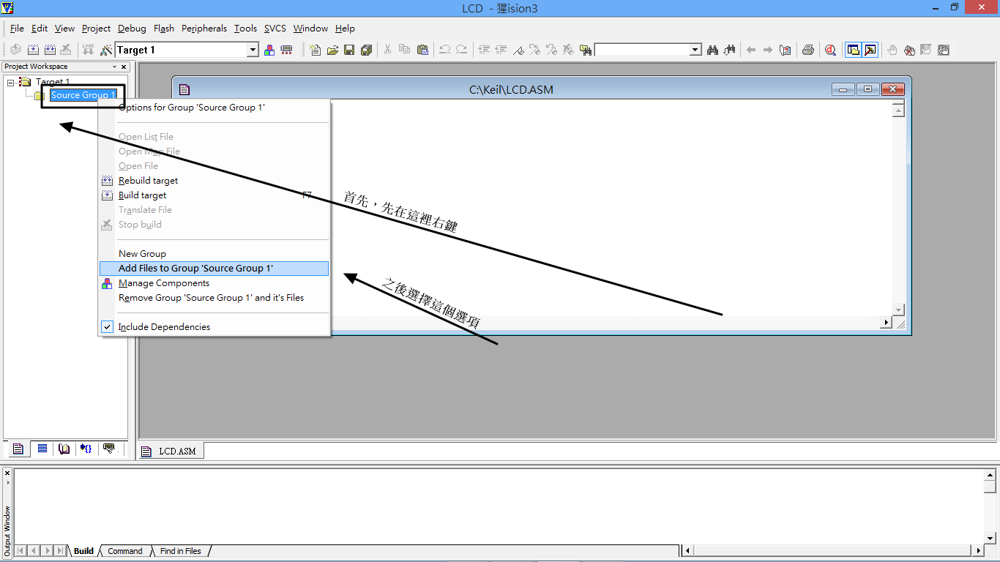 LCD - 猩ision3
File Edit View Project Debug Flash Peripherals Tools SVCS Window Help
LOAD
Target 1
Project Workspace
Target 1
Source Group 1
C:\Keil\LCD.ASM
Options for Group 'Source Group 1'
Open List File
Open Map File
Open File
Rebuild target
Build target F7
Translate File
Stop build
New Group
Add Files to Group 'Source Group 1'
Manage Components
Remove Group 'Source Group 1' and it's Files
Include Dependencies
首先，先在這裡右鍵
之後選擇這個選項
LCD.ASM
Output Window
Build Command Find in Files